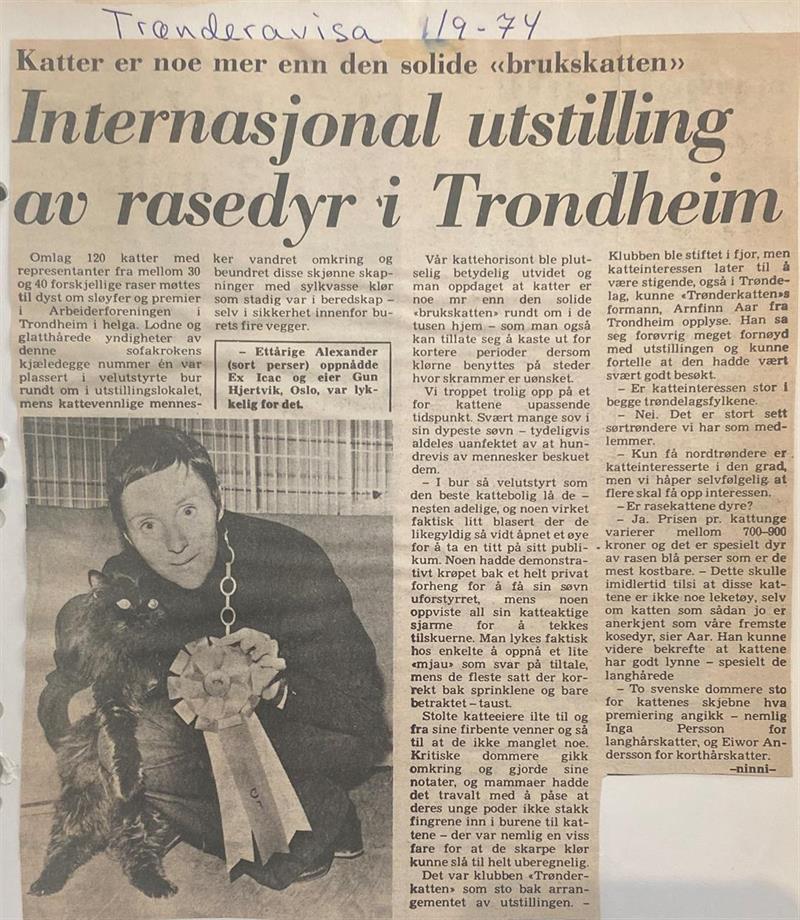 Trønderavisa 1/9-74
Katter er noe mer enn den solide «brukskatten»
Internasjonal utstilling
av rasedyr i Trondheim
Omlag 120 katter med
representanter fra mellom 30
og 40 forskjellige raser møttes
til dyst om sløyfer og premier
i Arbeiderforeningen i
Trondheim i helga. Lodne og
glatthårede yndigheter av
denne sofakrokens
kjæledegge nummer én var
plassert i velutstyrte bur
rundt om i utstillingslokalet,
mens kattevennlige mennes-
ker vandret omkring og
beundret disse skjønne skap-
ninger med sylkvasse klør
som stadig var i beredskap –
selv i sikkerhet innenfor bu-
rets fire vegger.
– Ettårige Alexander
(sort perser) oppnådde
Ex Icac og eier Gun
Hjertvik, Oslo, var lyk-
kelig for det.
Vår kattehorisont ble plut-
selig betydelig utvidet og
man oppdaget at katter er
noe mr enn den solide
«brukskatten» rundt om i de
tusen hjem – som man også
kan tillate seg å kaste ut for
kortere perioder dersom
klørne benyttes på steder
hvor skrammer er uønsket.
Vi troppet trolig opp på et
for kattene upassende
tidspunkt. Svært mange sov i
sin dypeste søvn – tydeligvis
aldeles uanfektet av at hun-
drevis av mennesker beskuet
dem.
– I bur så velutstyrt som
den beste kattebolig lå de –
nesten adelige, og noen virket
faktisk litt blasert der de
likegyldig så vidt åpnet et øye
for å ta en titt på sitt publi-
kum. Noen hadde demonstra-
tivt krøpet bak et helt privat
forheng for å få sin søvn
uforstyrret, mens noen
oppviste all sin katteaktige
sjarme for å tekkes
tilskuerne. Man lykes faktisk
hos enkelte å oppnå et lite
«mjau» som svar på tiltale,
mens de fleste satt der kor-
rekt bak sprinklene og bare
betraktet – taust.
Stolte katteeiere ilte til og
fra sine firbente venner og så
til at de ikke manglet noe.
Kritiske dommere gikk
omkring og gjorde sine
notater, og mammaer hadde
det travalt med å påse at
deres unge poder ikke stakk
fingrene inn i burene til kat-
tene – der var nemlig en viss
fare for at de skarpe klør
kunne slå til helt uberegnelig.
Det var klubben «Trønder-
katten» som sto bak arran-
gementet av utstillingen. –
Klubben ble stiftet i fjor, men
katteinteressen later til å
være stigende, også i Trønde-
lag, kunne «Trønderkatten»s
formann, Arnfinn Aar fra
Trondheim opplyse. Han sa
seg forøvrig meget fornøyd
med utstillingen og kunne
fortelle at den hadde vært
svært godt besøkt.
– Er katteinteressen stor i
begge trøndelagsfylkene.
– Nei. Det er stort sett
sørtrøndere vi har som med-
lemmer.
– Kun få nordtrøndere er
katteinteresserte i den grad,
men vi håper selvfølgelig at
flere skal få opp interessen.
– Er rasekattene dyre?
– Ja. Prisen pr. kattunge
varierer mellom 700–900
kroner og det er spesielt dyr
av rasen blå perser som er de
mest kostbare. – Dette skulle
imidlertid tilsi at disse kat-
tene er ikke noe leketøy, selv
om katten som sådan jo er
anerkjent som våre fremste
kosedyr, sier Aar. Han kunne
videre bekrefte at kattene
har godt lynne – spesielt de
langhårede
– To svenske dommere sto
for kattenes skjebne hva
premiering angikk – nemlig
Inga Persson for
langhårskatter, og Eiwor An-
dersson for korthårskatter.
–ninni–